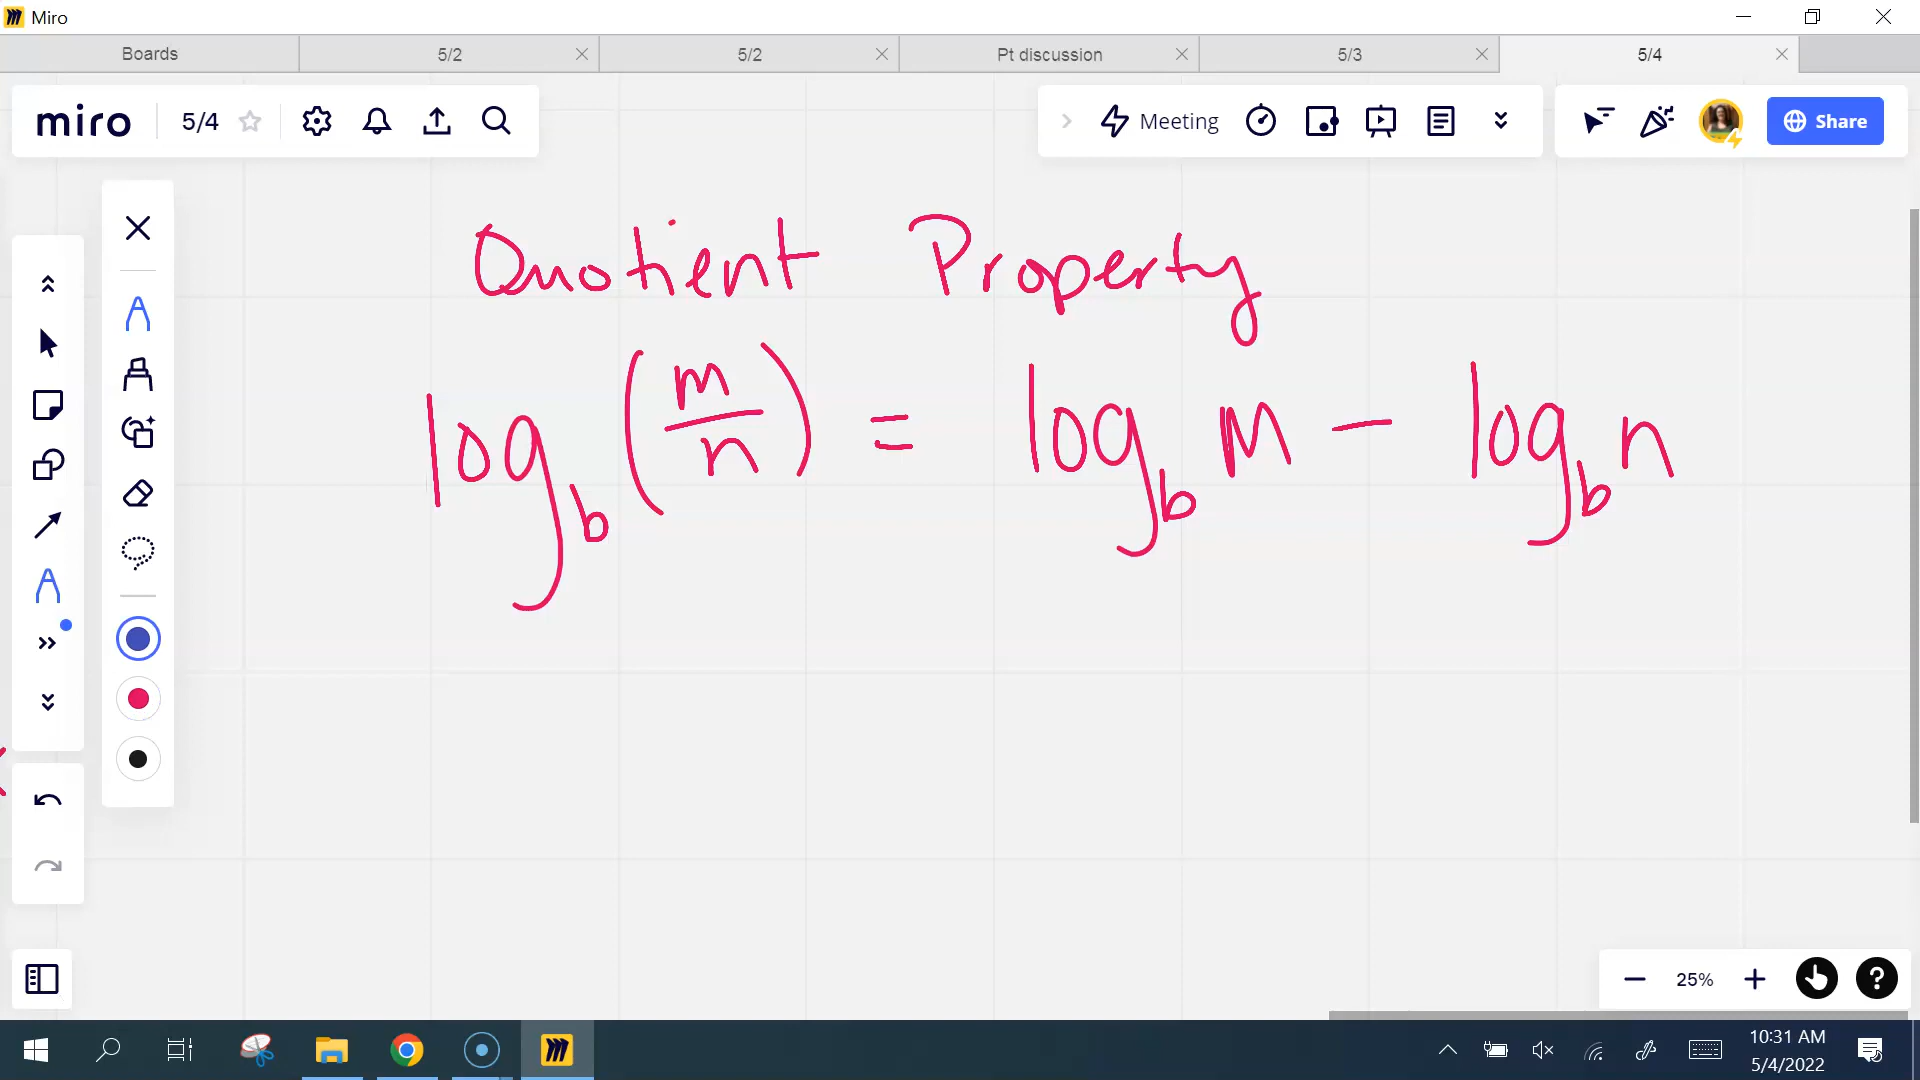 Miro
Boards 5/2 5/2 Pt discussion 5/3 5/4
miro 5/4 Meeting Share
Quotient Property
log_b (m/n) = log_b m - log_b n
25% ?
10:31 AM
5/4/2022